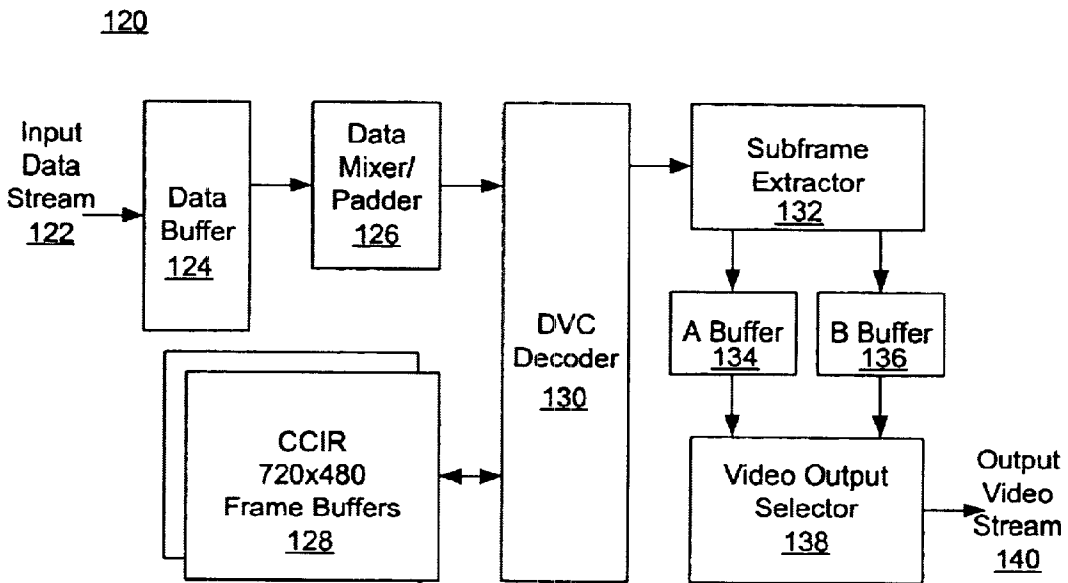 120
Input
Data
Stream
122
Data
Buffer
124
Data
Mixer/
Padder
126
CCIR
720x480
Frame Buffers
128
DVC
Decoder
130
Subframe
Extractor
132
A Buffer
134
B Buffer
136
Video Output
Selector
138
Output
Video
Stream
140